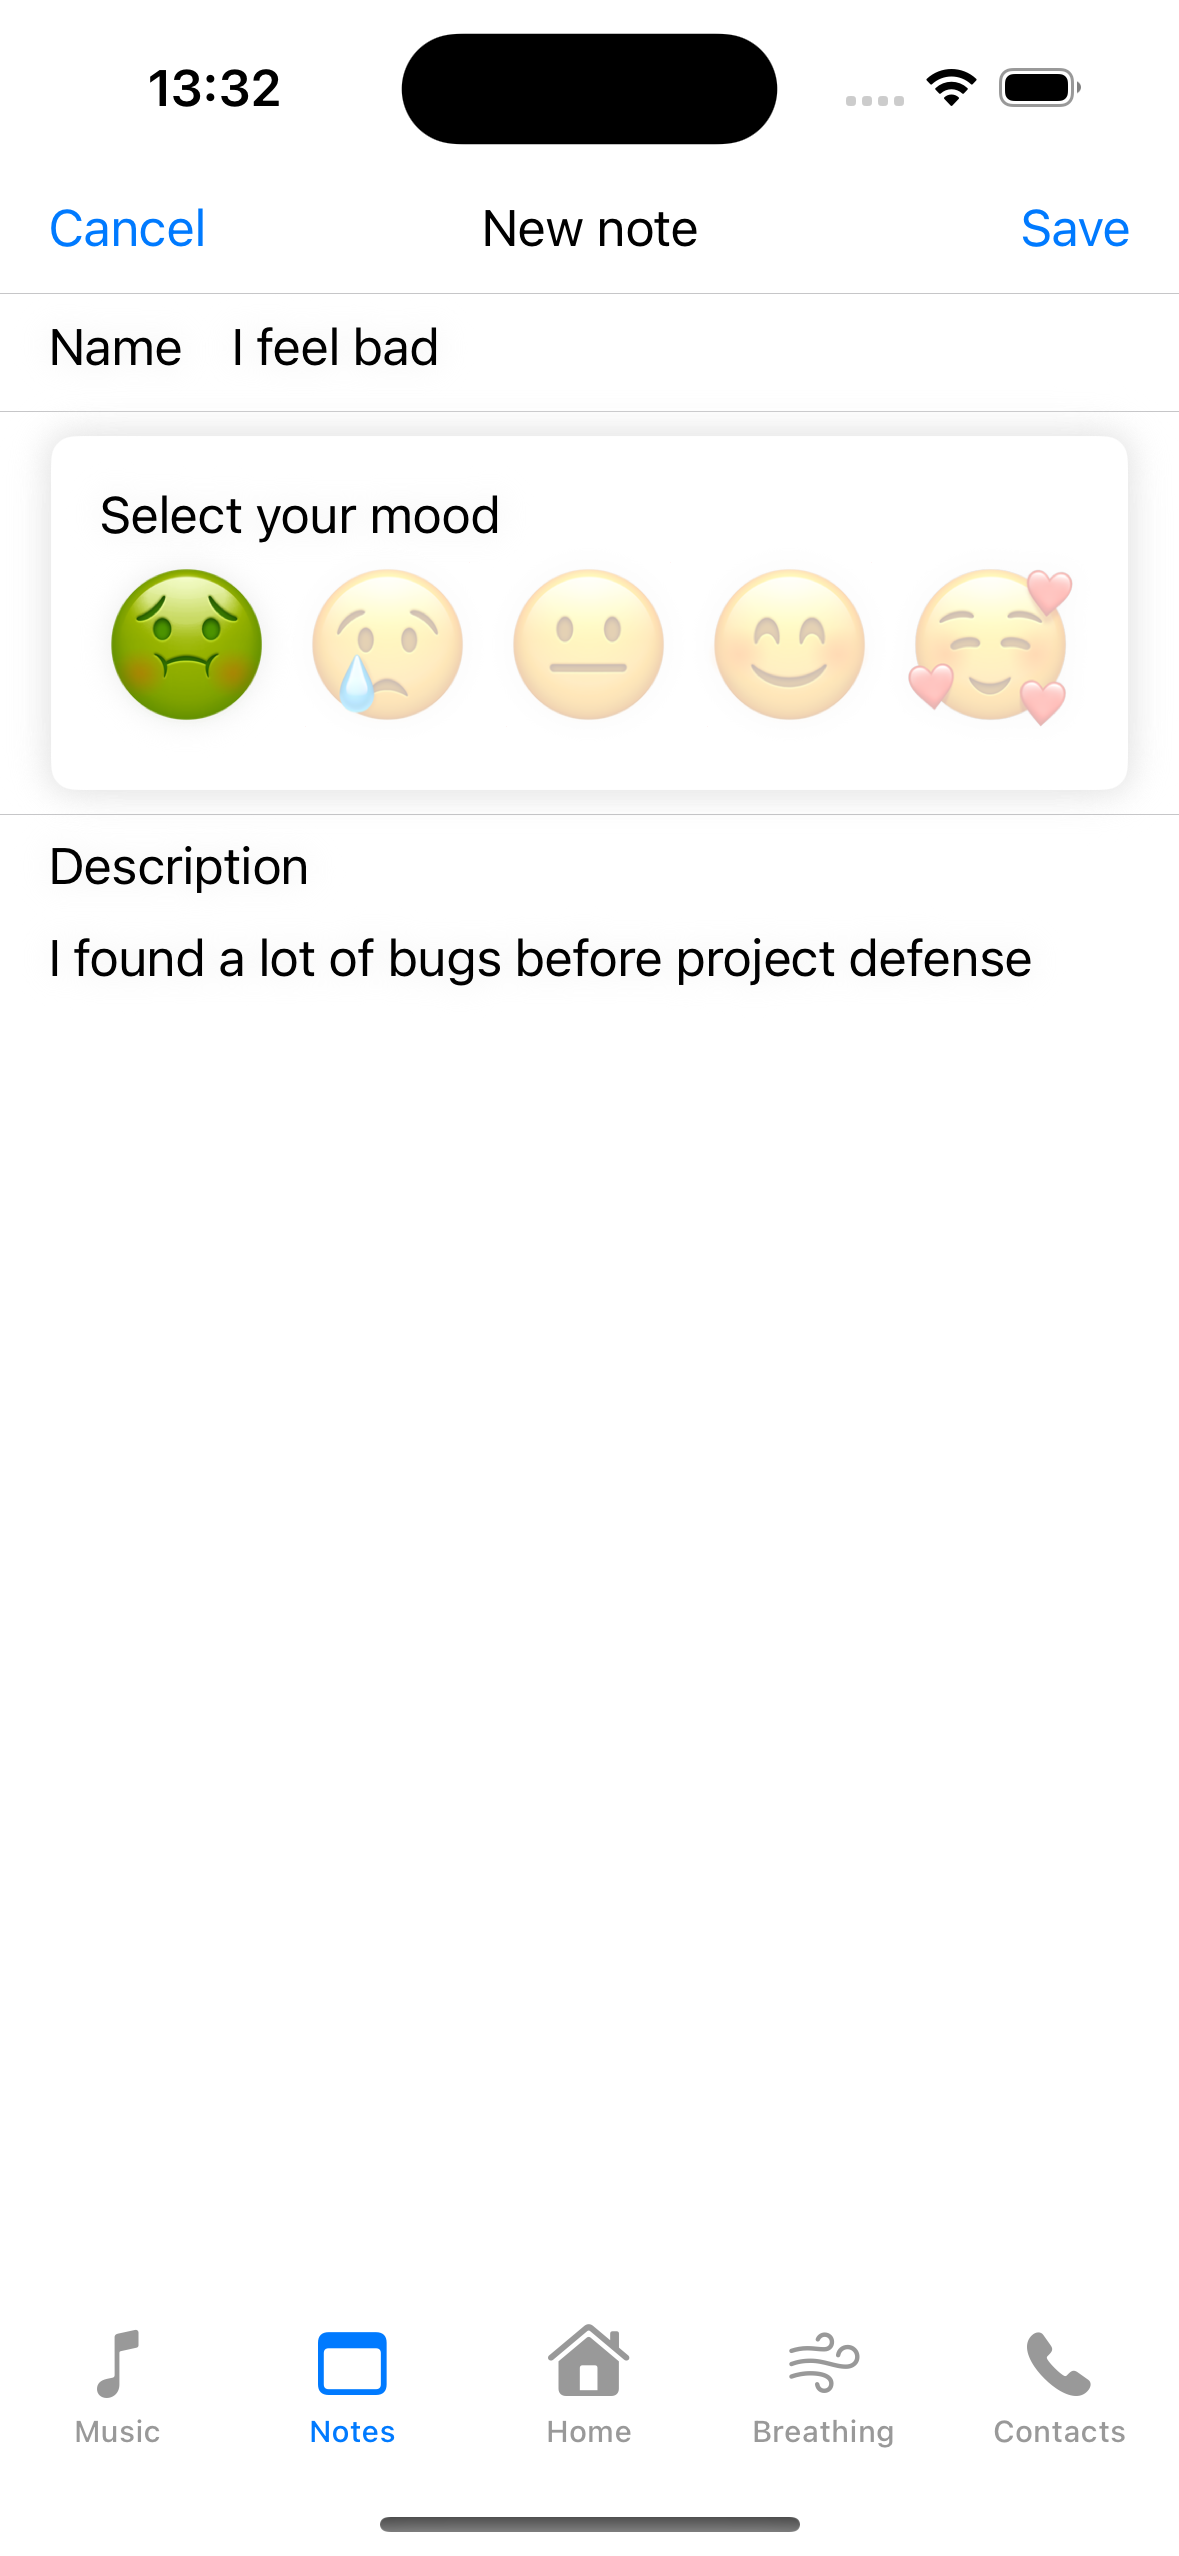 13:32
Cancel New note Save
Name I feel bad
Select your mood
Description
I found a lot of bugs before project defense
Music Notes Home Breathing Contacts